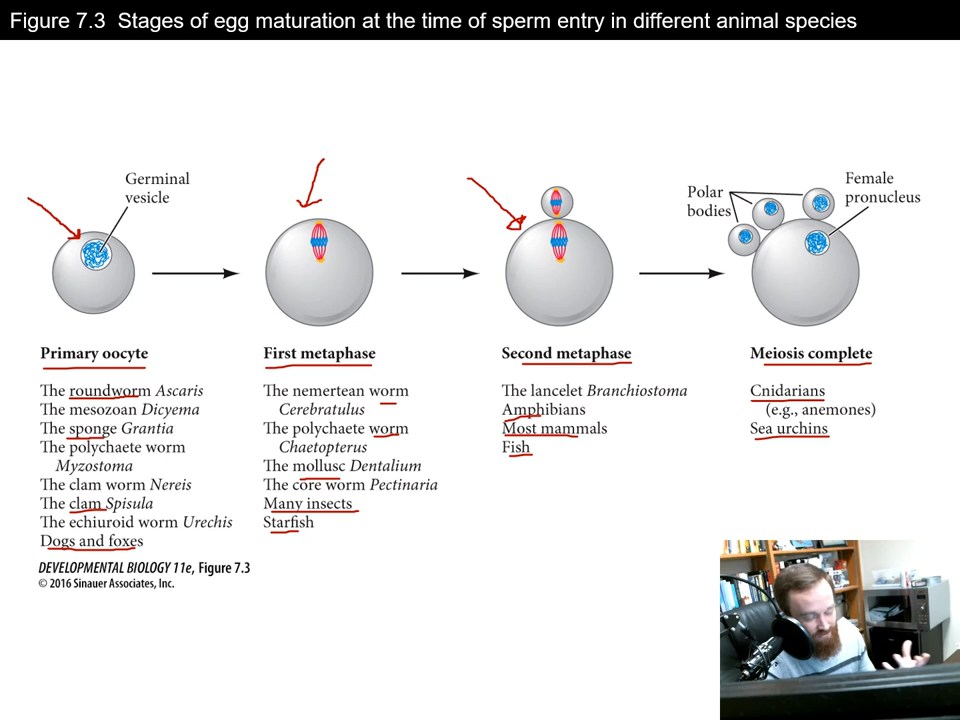 Figure 7.3 Stages of egg maturation at the time of sperm entry in different animal species
Germinal
vesicle
Polar
bodies
Female
pronucleus
Primary oocyte
The roundworm Ascaris
The mesozoan Dicyema
The sponge Grantia
The polychaete worm
Myzostoma
The clam worm Nereis
The clam Spisula
The echiuroid worm Urechis
Dogs and foxes
First metaphase
The nemertean worm
Cerebratulus
The polychaete worm
Chaetopterus
The mollusc Dentalium
The core worm Pectinaria
Many insects
Starfish
Second metaphase
The lancelet Branchiostoma
Amphibians
Most mammals
Fish
Meiosis complete
Cnidarians
(e.g., anemones)
Sea urchins
DEVELOPMENTAL BIOLOGY 11e, Figure 7.3
© 2016 Sinauer Associates, Inc.